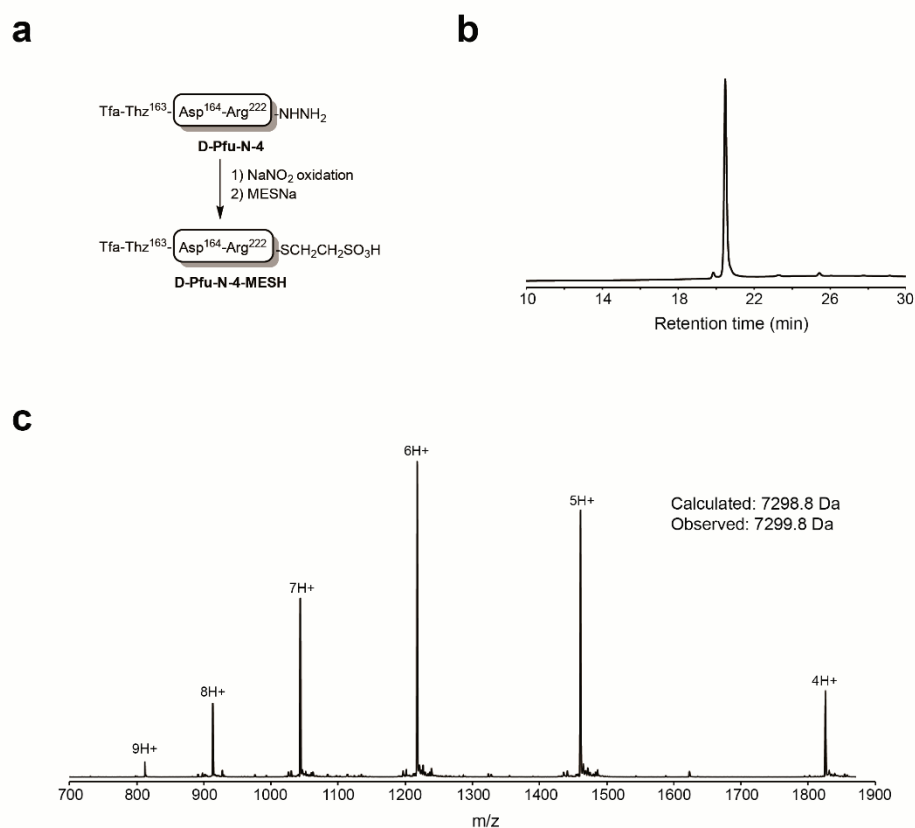 a
Tfa-Thz¹⁶³- Asp¹⁶⁴-Arg²²² -NHNH₂
D-Pfu-N-4
1) NaNO₂ oxidation
2) MESNa
Tfa-Thz¹⁶³- Asp¹⁶⁴-Arg²²² -SCH₂CH₂SO₃H
D-Pfu-N-4-MESH
b
10 14 18 22 26 30
Retention time (min)
c
6H+
5H+
Calculated: 7298.8 Da
Observed: 7299.8 Da
7H+
4H+
8H+
9H+
700 800 900 1000 1100 1200 1300 1400 1500 1600 1700 1800 1900
m/z